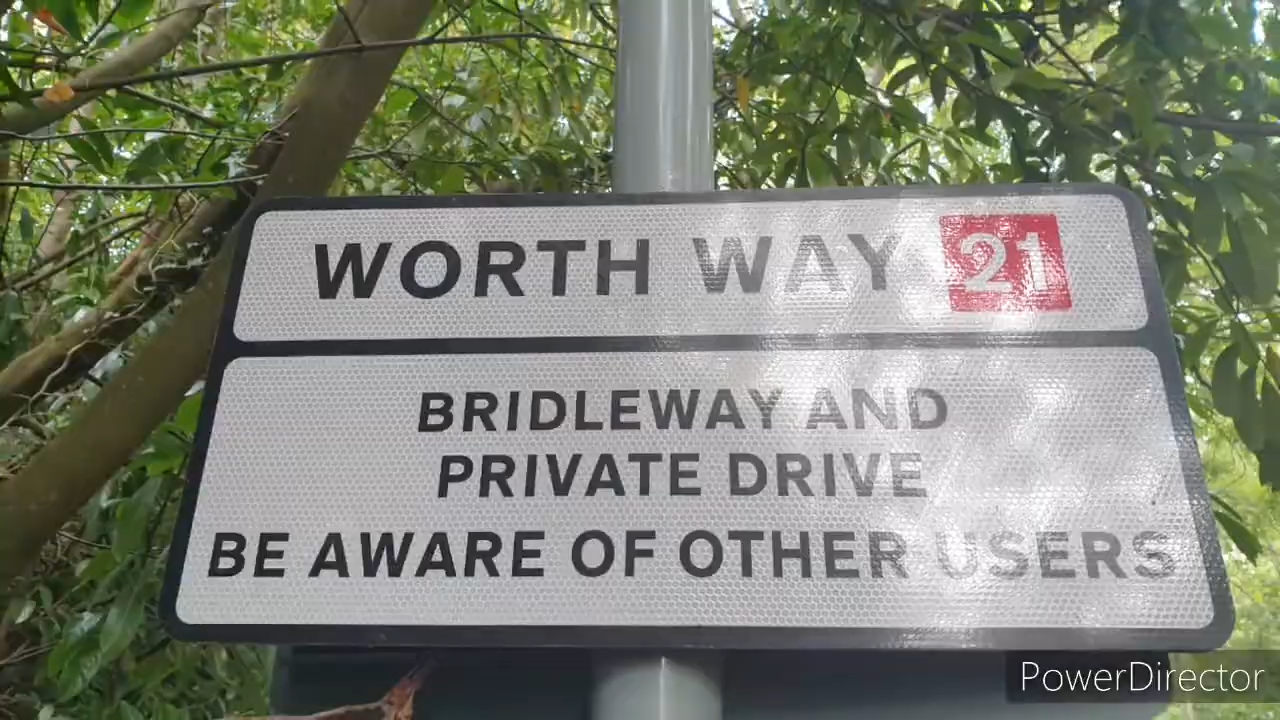 WORTH WAY 21
BRIDLEWAY AND
PRIVATE DRIVE
BE AWARE OF OTHER USERS
PowerDirector